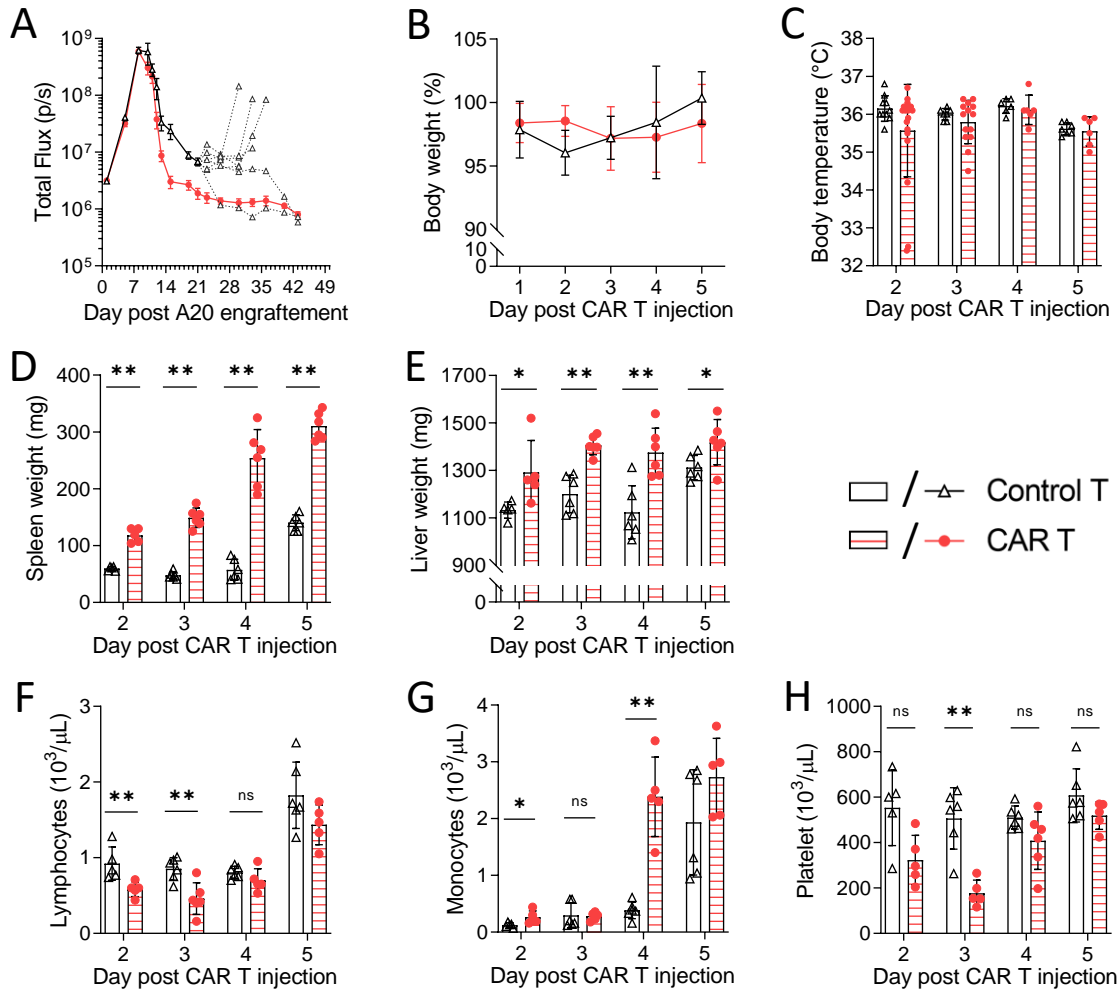 A
Total Flux (p/s)
10⁹
10⁸
10⁷
10⁶
10⁵
0 7 14 21 28 35 42 49
Day post A20 engraftement
B
Body weight (%)
105
100
95
90
10
0
1 2 3 4 5
Day post CAR T injection
C
Body temperature (°C)
38
37
36
35
34
33
32
2 3 4 5
Day post CAR T injection
D
Spleen weight (mg)
** ** ** **
400
300
200
100
0
2 3 4 5
Day post CAR T injection
E
Liver weight (mg)
* ** ** *
1700
1500
1300
1100
900
0
2 3 4 5
Day post CAR T injection
/ Control T
/ CAR T
F
Lymphocytes (10³/μL)
** ** ns
3
2
1
0
2 3 4 5
Day post CAR T injection
G
Monocytes (10³/μL)
* ns **
4
3
2
1
0
2 3 4 5
Day post CAR T injection
H
Platelet (10³/μL)
ns ** ns ns
1000
800
600
400
200
0
2 3 4 5
Day post CAR T injection